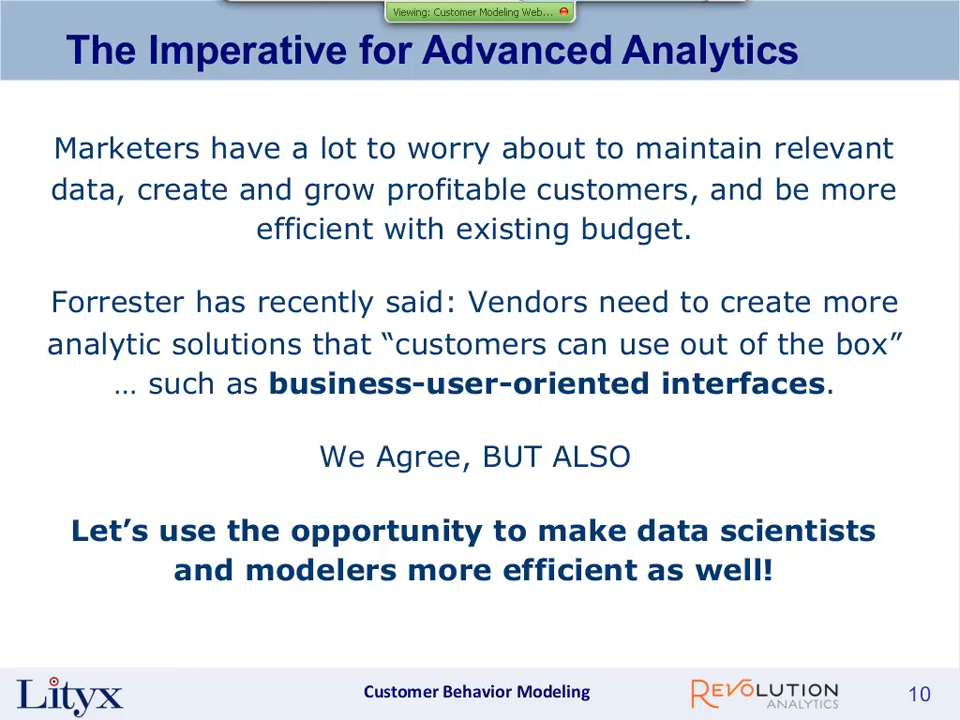 Viewing: Customer Modeling Web...
The Imperative for Advanced Analytics
Marketers have a lot to worry about to maintain relevant
data, create and grow profitable customers, and be more
efficient with existing budget.
Forrester has recently said: Vendors need to create more
analytic solutions that “customers can use out of the box”
… such as business-user-oriented interfaces.
We Agree, BUT ALSO
Let’s use the opportunity to make data scientists
and modelers more efficient as well!
Lityx
Customer Behavior Modeling
REVOLUTION
ANALYTICS
10